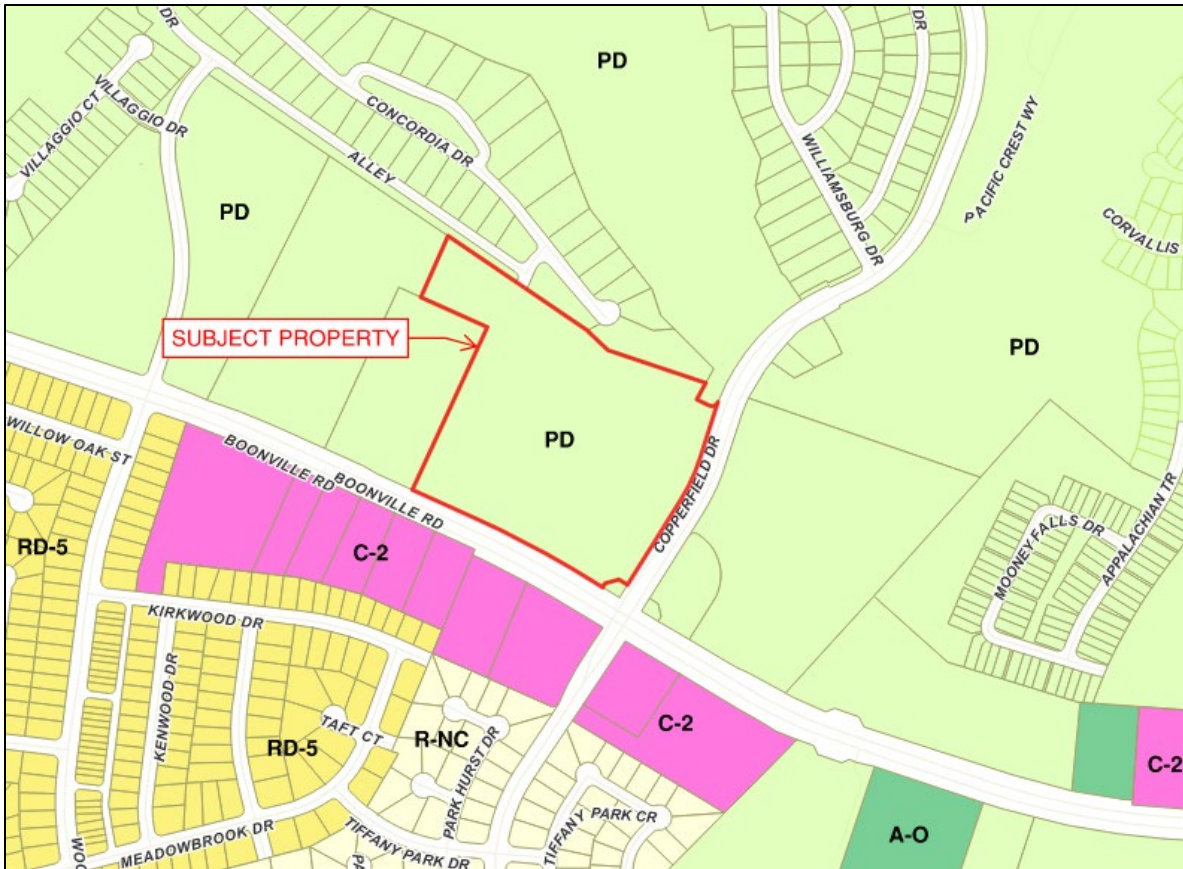 DR
PD
VILLAGGIO CT
VILLAGGIO DR
CONCORDIA DR
ALLEY
WILLIAMSBURG DR
DR
PACIFIC CREST WY
CORVALLIS
PD
PD
SUBJECT PROPERTY
PD
BOONVILLE RD
BOONVILLE RD
COPPERFIELD DR
WILLOW OAK ST
RD-5
C-2
MOONEY FALLS DR
APPALACHIAN TR
KIRKWOOD DR
KENWOOD DR
TAFT CT
RD-5
R-NC
PARK HURST DR
C-2
C-2
MEADOWBROOK DR
TIFFANY PARK DR
TIFFANY PARK CR
A-O
WOO
PA